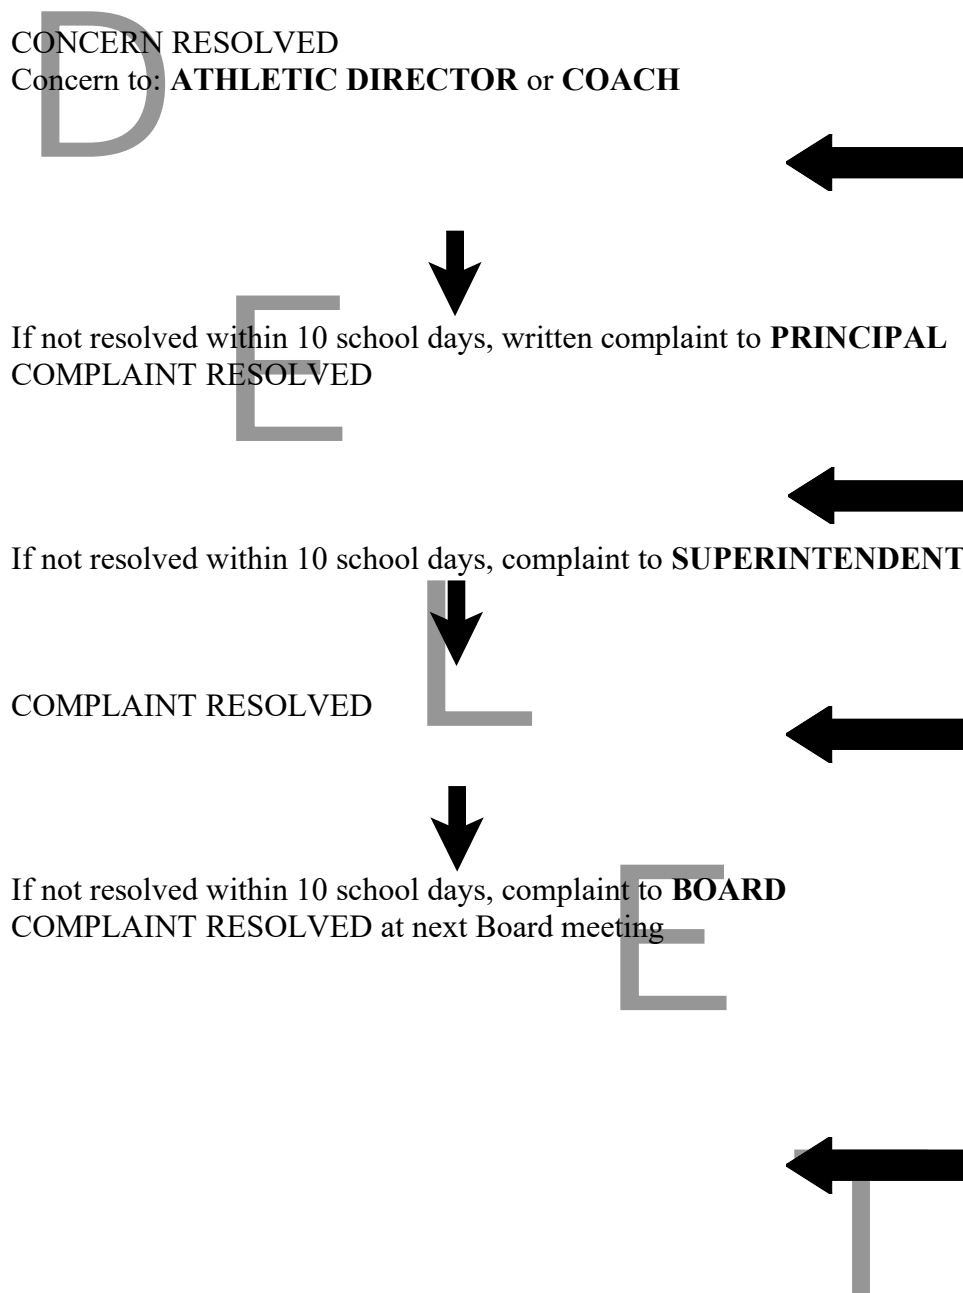 CONCERN RESOLVED
Concern to: ATHLETIC DIRECTOR or COACH
If not resolved within 10 school days, written complaint to PRINCIPAL
COMPLAINT RESOLVED
If not resolved within 10 school days, complaint to SUPERINTENDENT
COMPLAINT RESOLVED
If not resolved within 10 school days, complaint to BOARD
COMPLAINT RESOLVED at next Board meeting
D
E
L
E
T